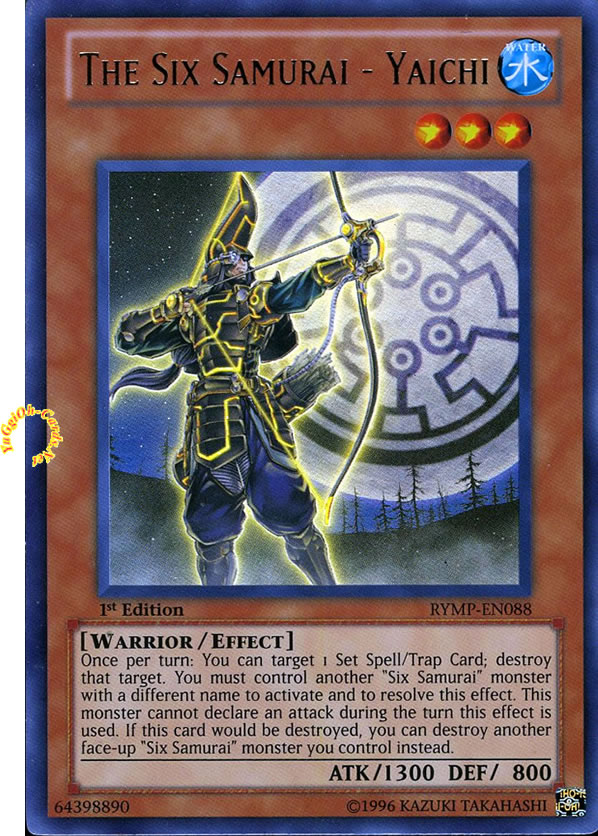 THE SIX SAMURAI - YAICHI
WATER
水
YuGgiOh-Cards.Net
1st Edition
RYMP-EN088
[WARRIOR/EFFECT]
Once per turn: You can target 1 Set Spell/Trap Card; destroy
that target. You must control another "Six Samurai" monster
with a different name to activate and to resolve this effect. This
monster cannot declare an attack during the turn this effect is
used. If this card would be destroyed, you can destroy another
face-up "Six Samurai" monster you control instead.
ATK/1300 DEF/ 800
64398890
©1996 KAZUKI TAKAHASHI